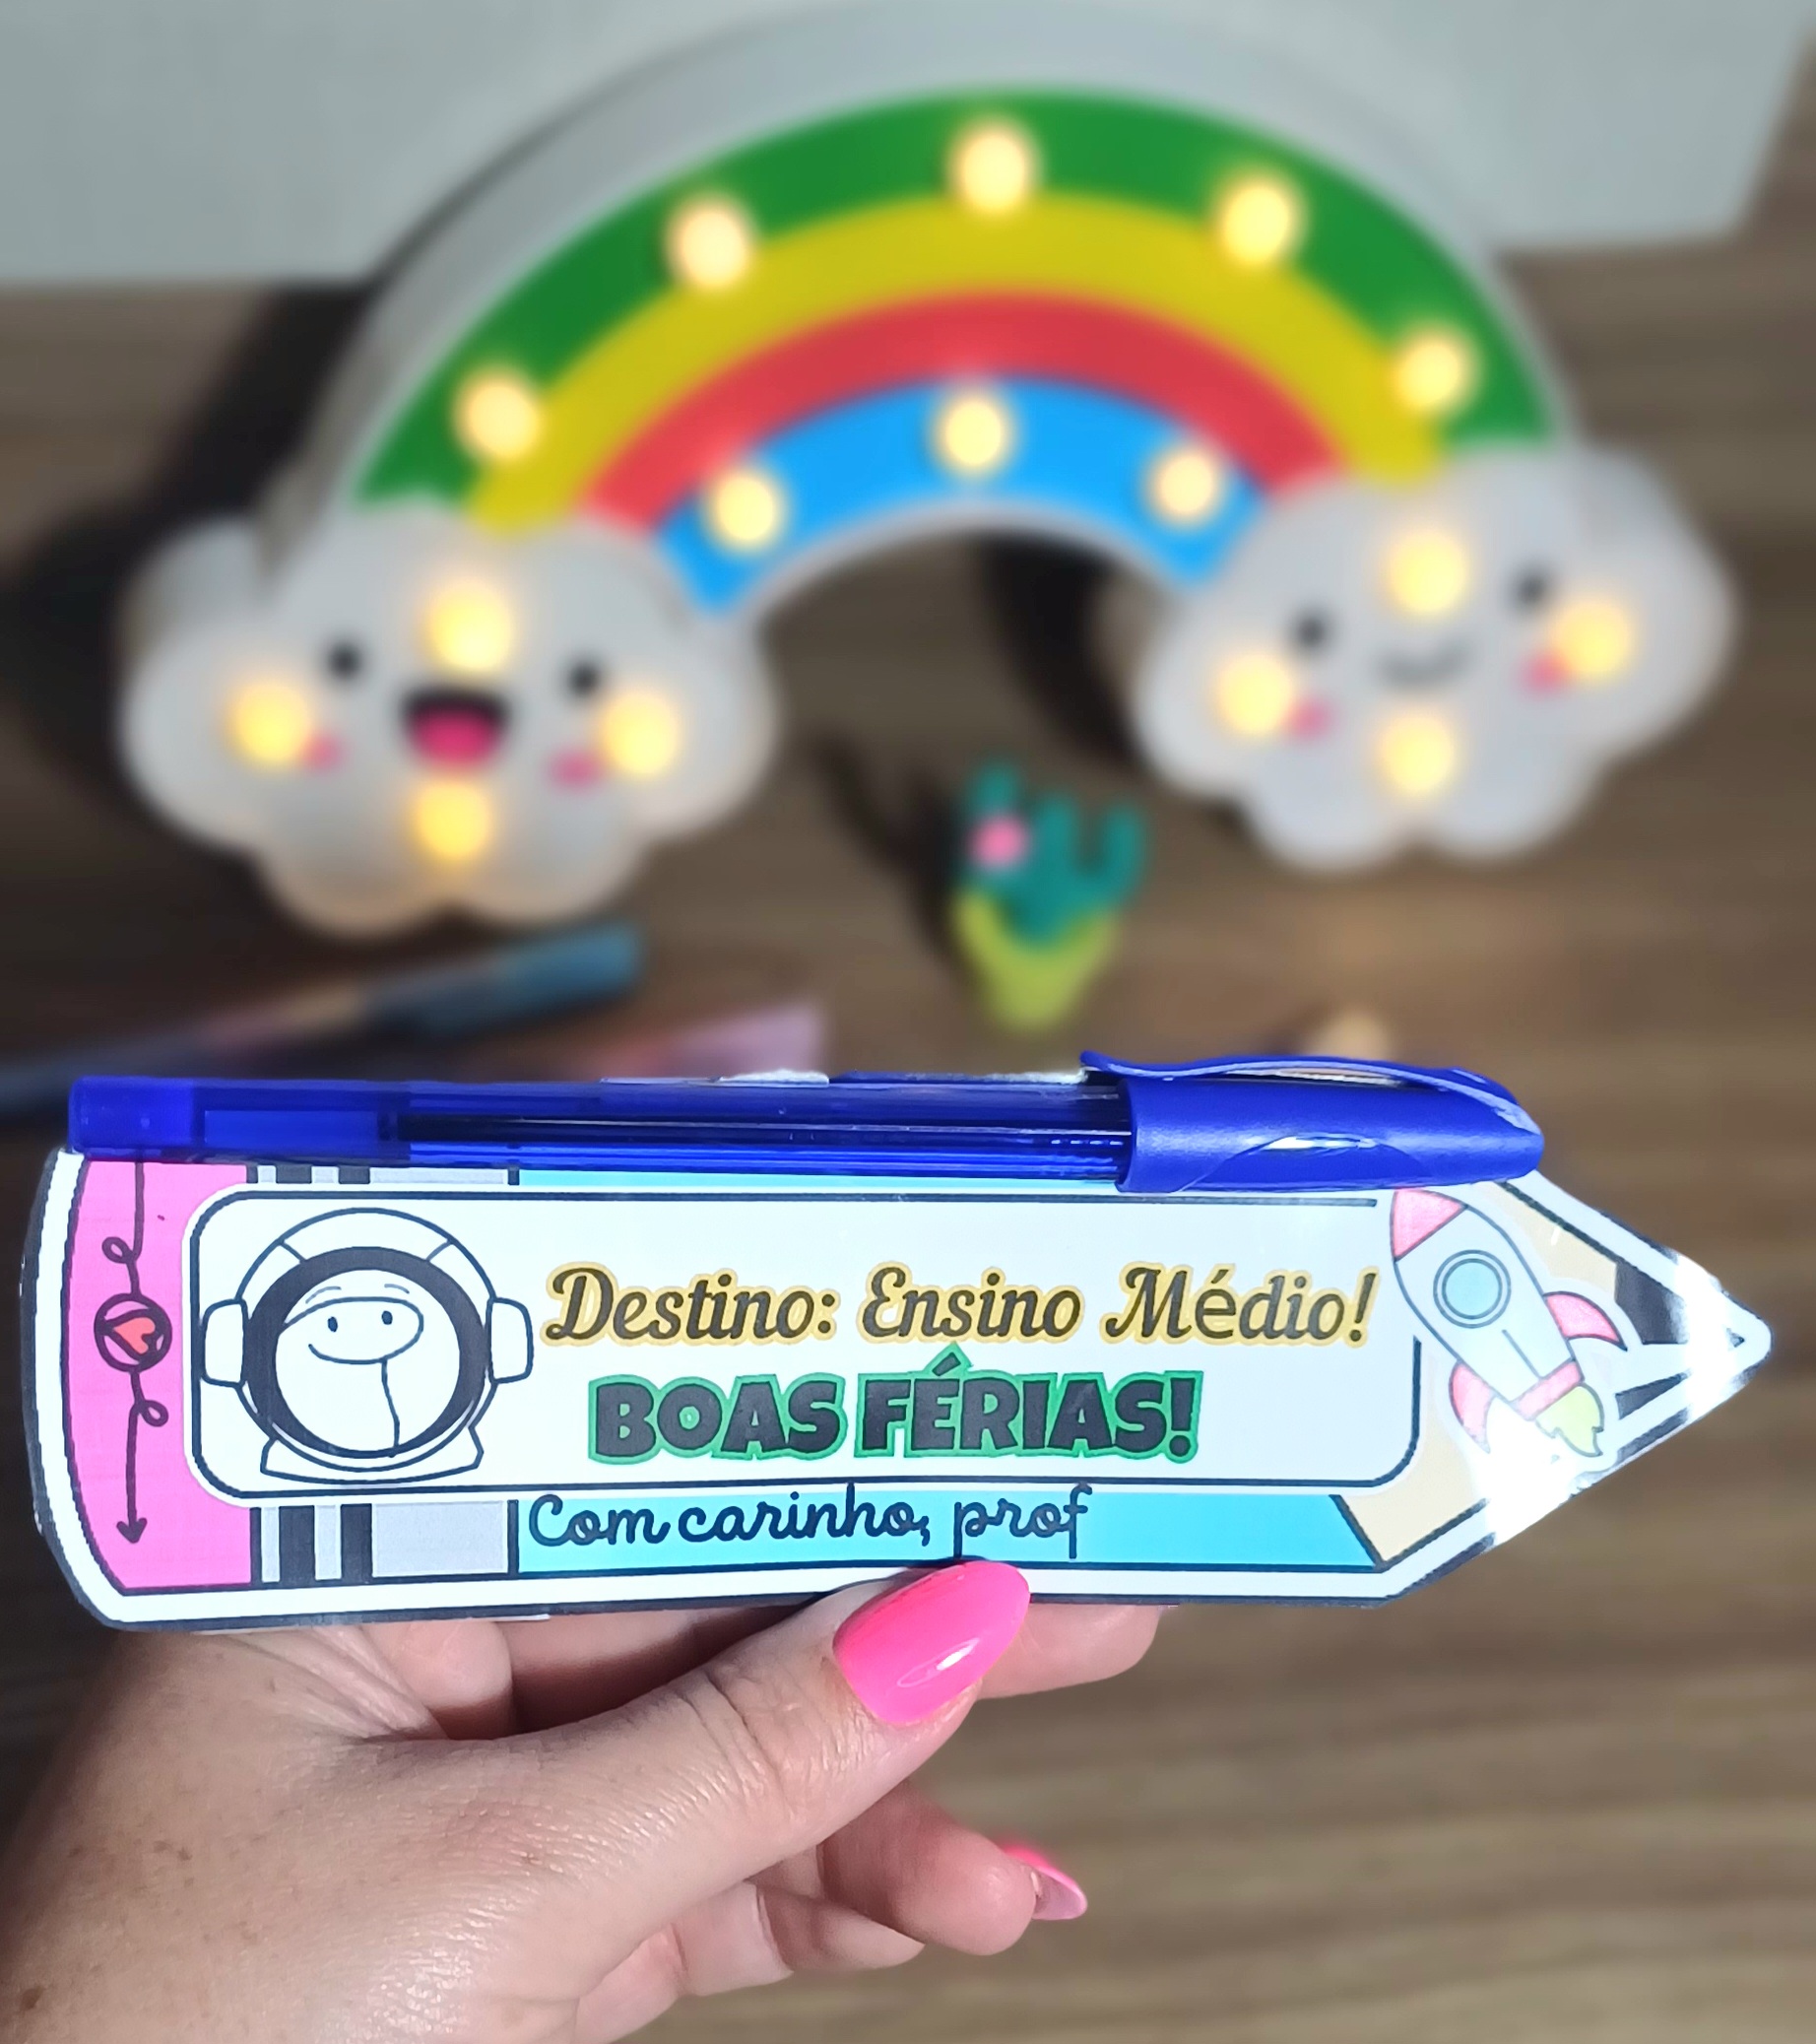 Destino: Ensino Médio!
BOAS FÉRIAS!
Com carinho, prof